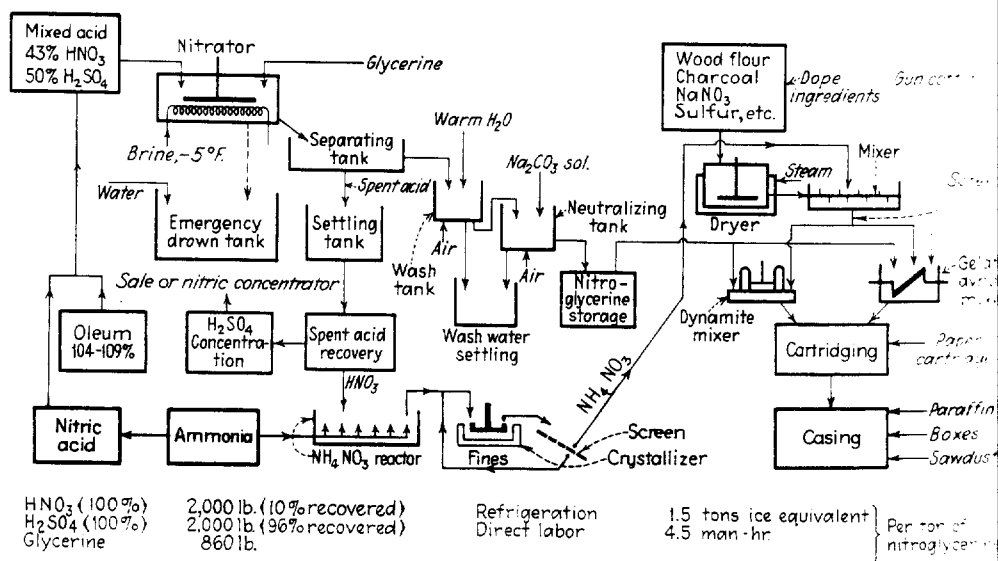 Mixed acid
43% HNO3
50% H2SO4
Nitrator
Glycerine
Brine, -5°F.
Water
Emergency
drown tank
Separating
tank
Spent acid
Settling
tank
Warm H2O
Na2CO3 sol.
Wash
tank
Air
Air
Neutralizing
tank
Wash water
settling
Nitro-
glycerine
storage
Wood flour
Charcoal
NaNO3
Sulfur, etc.
Dope
ingredients
Gun
Steam
Dryer
Mixer
Dynamite
mixer
Cartridging
Paper
Casing
Paraffin
Boxes
Sawdust
Sale or nitric concentrator
Oleum
104-109%
H2SO4
Concentra-
tion
Spent acid
recovery
HNO3
Nitric
acid
Ammonia
NH4NO3 reactor
Fines
Screen
Crystallizer
NH4NO3
HNO3 (100%) 2,000 lb. (10% recovered)
H2SO4 (100%) 2,000 lb. (96% recovered)
Glycerine 860 lb.
Refrigeration 1.5 tons ice equivalent
Direct labor 4.5 man-hr.
Per ton of